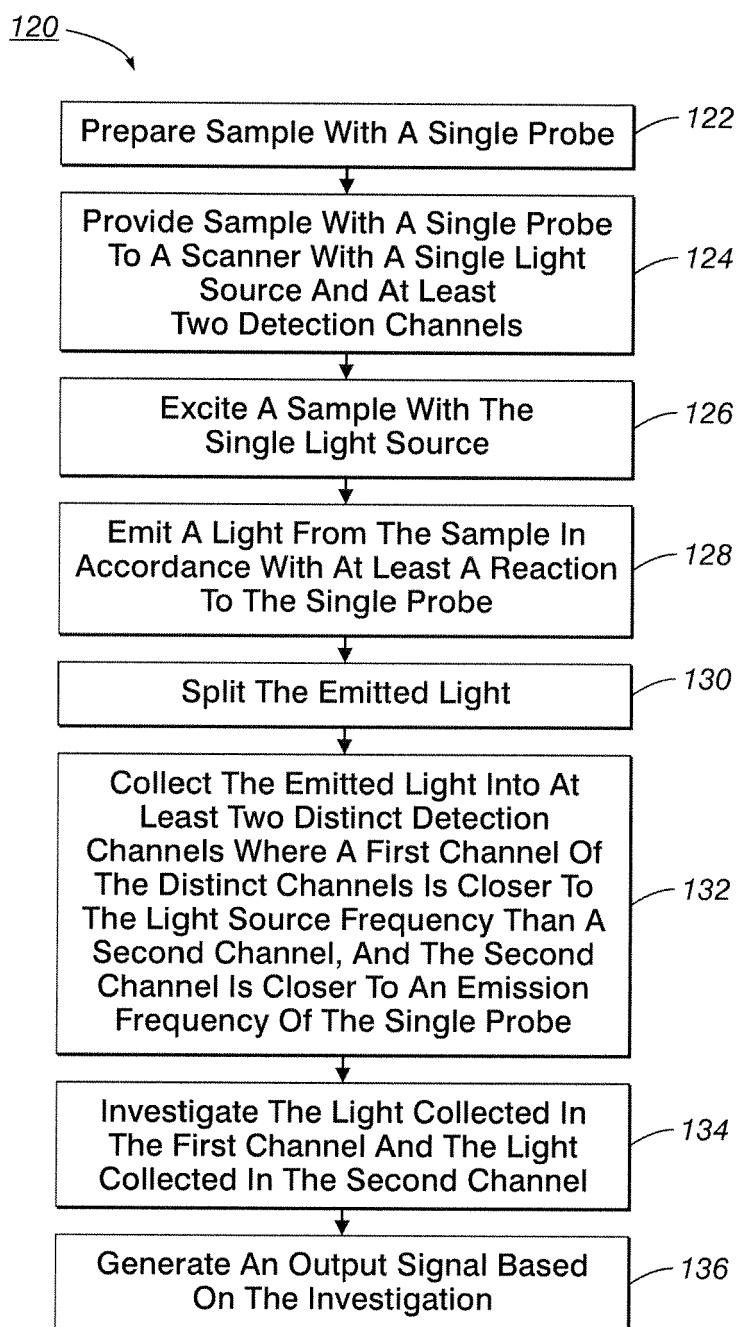 120
Prepare Sample With A Single Probe
122
Provide Sample With A Single Probe
To A Scanner With A Single Light
Source And At Least
Two Detection Channels
124
Excite A Sample With The
Single Light Source
126
Emit A Light From The Sample In
Accordance With At Least A Reaction
To The Single Probe
128
Split The Emitted Light
130
Collect The Emitted Light Into At
Least Two Distinct Detection
Channels Where A First Channel Of
The Distinct Channels Is Closer To
The Light Source Frequency Than A
Second Channel, And The Second
Channel Is Closer To An Emission
Frequency Of The Single Probe
132
Investigate The Light Collected In
The First Channel And The Light
Collected In The Second Channel
134
Generate An Output Signal Based
On The Investigation
136